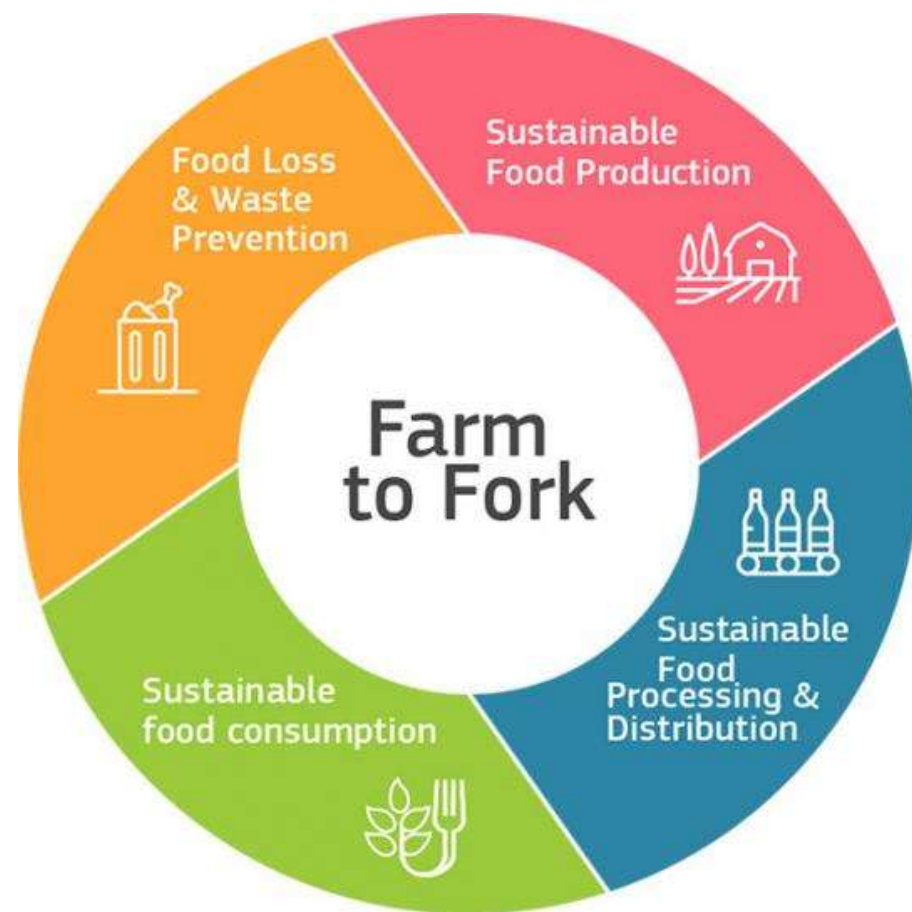 Sustainable
Food Production
Food Loss
& Waste
Prevention
Farm
to Fork
Sustainable
Food
Processing &
Distribution
Sustainable
food consumption